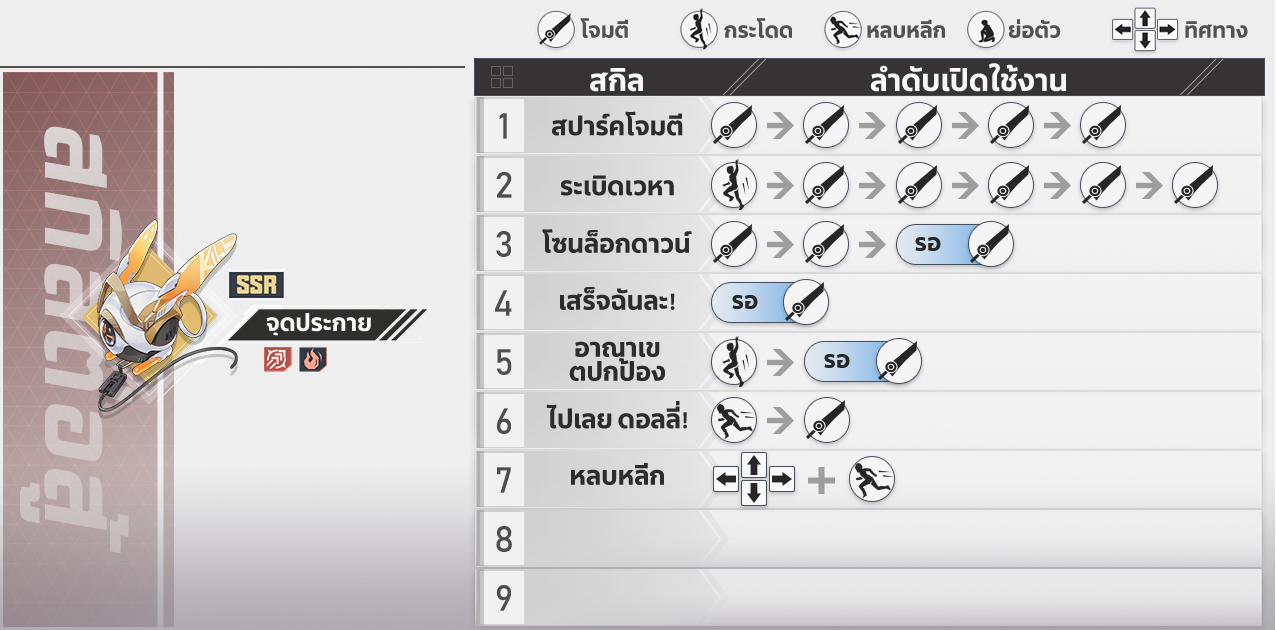 โจมตี
กระโดด
หลบหลีก
ย่อตัว
ทิศทาง
สกิลต่อสู้
KILL
SSR
จุดประกาย
สกิล
ลำดับเปิดใช้งาน
1
สปาร์คโจมตี
2
ระเบิดเวหา
3
โซนล็อกดาวน์
รอ
4
เสร็จฉันละ!
รอ
5
อาณาเข
ตปกป้อง
รอ
6
ไปเลย ดอลลี่!
7
หลบหลีก
8
9